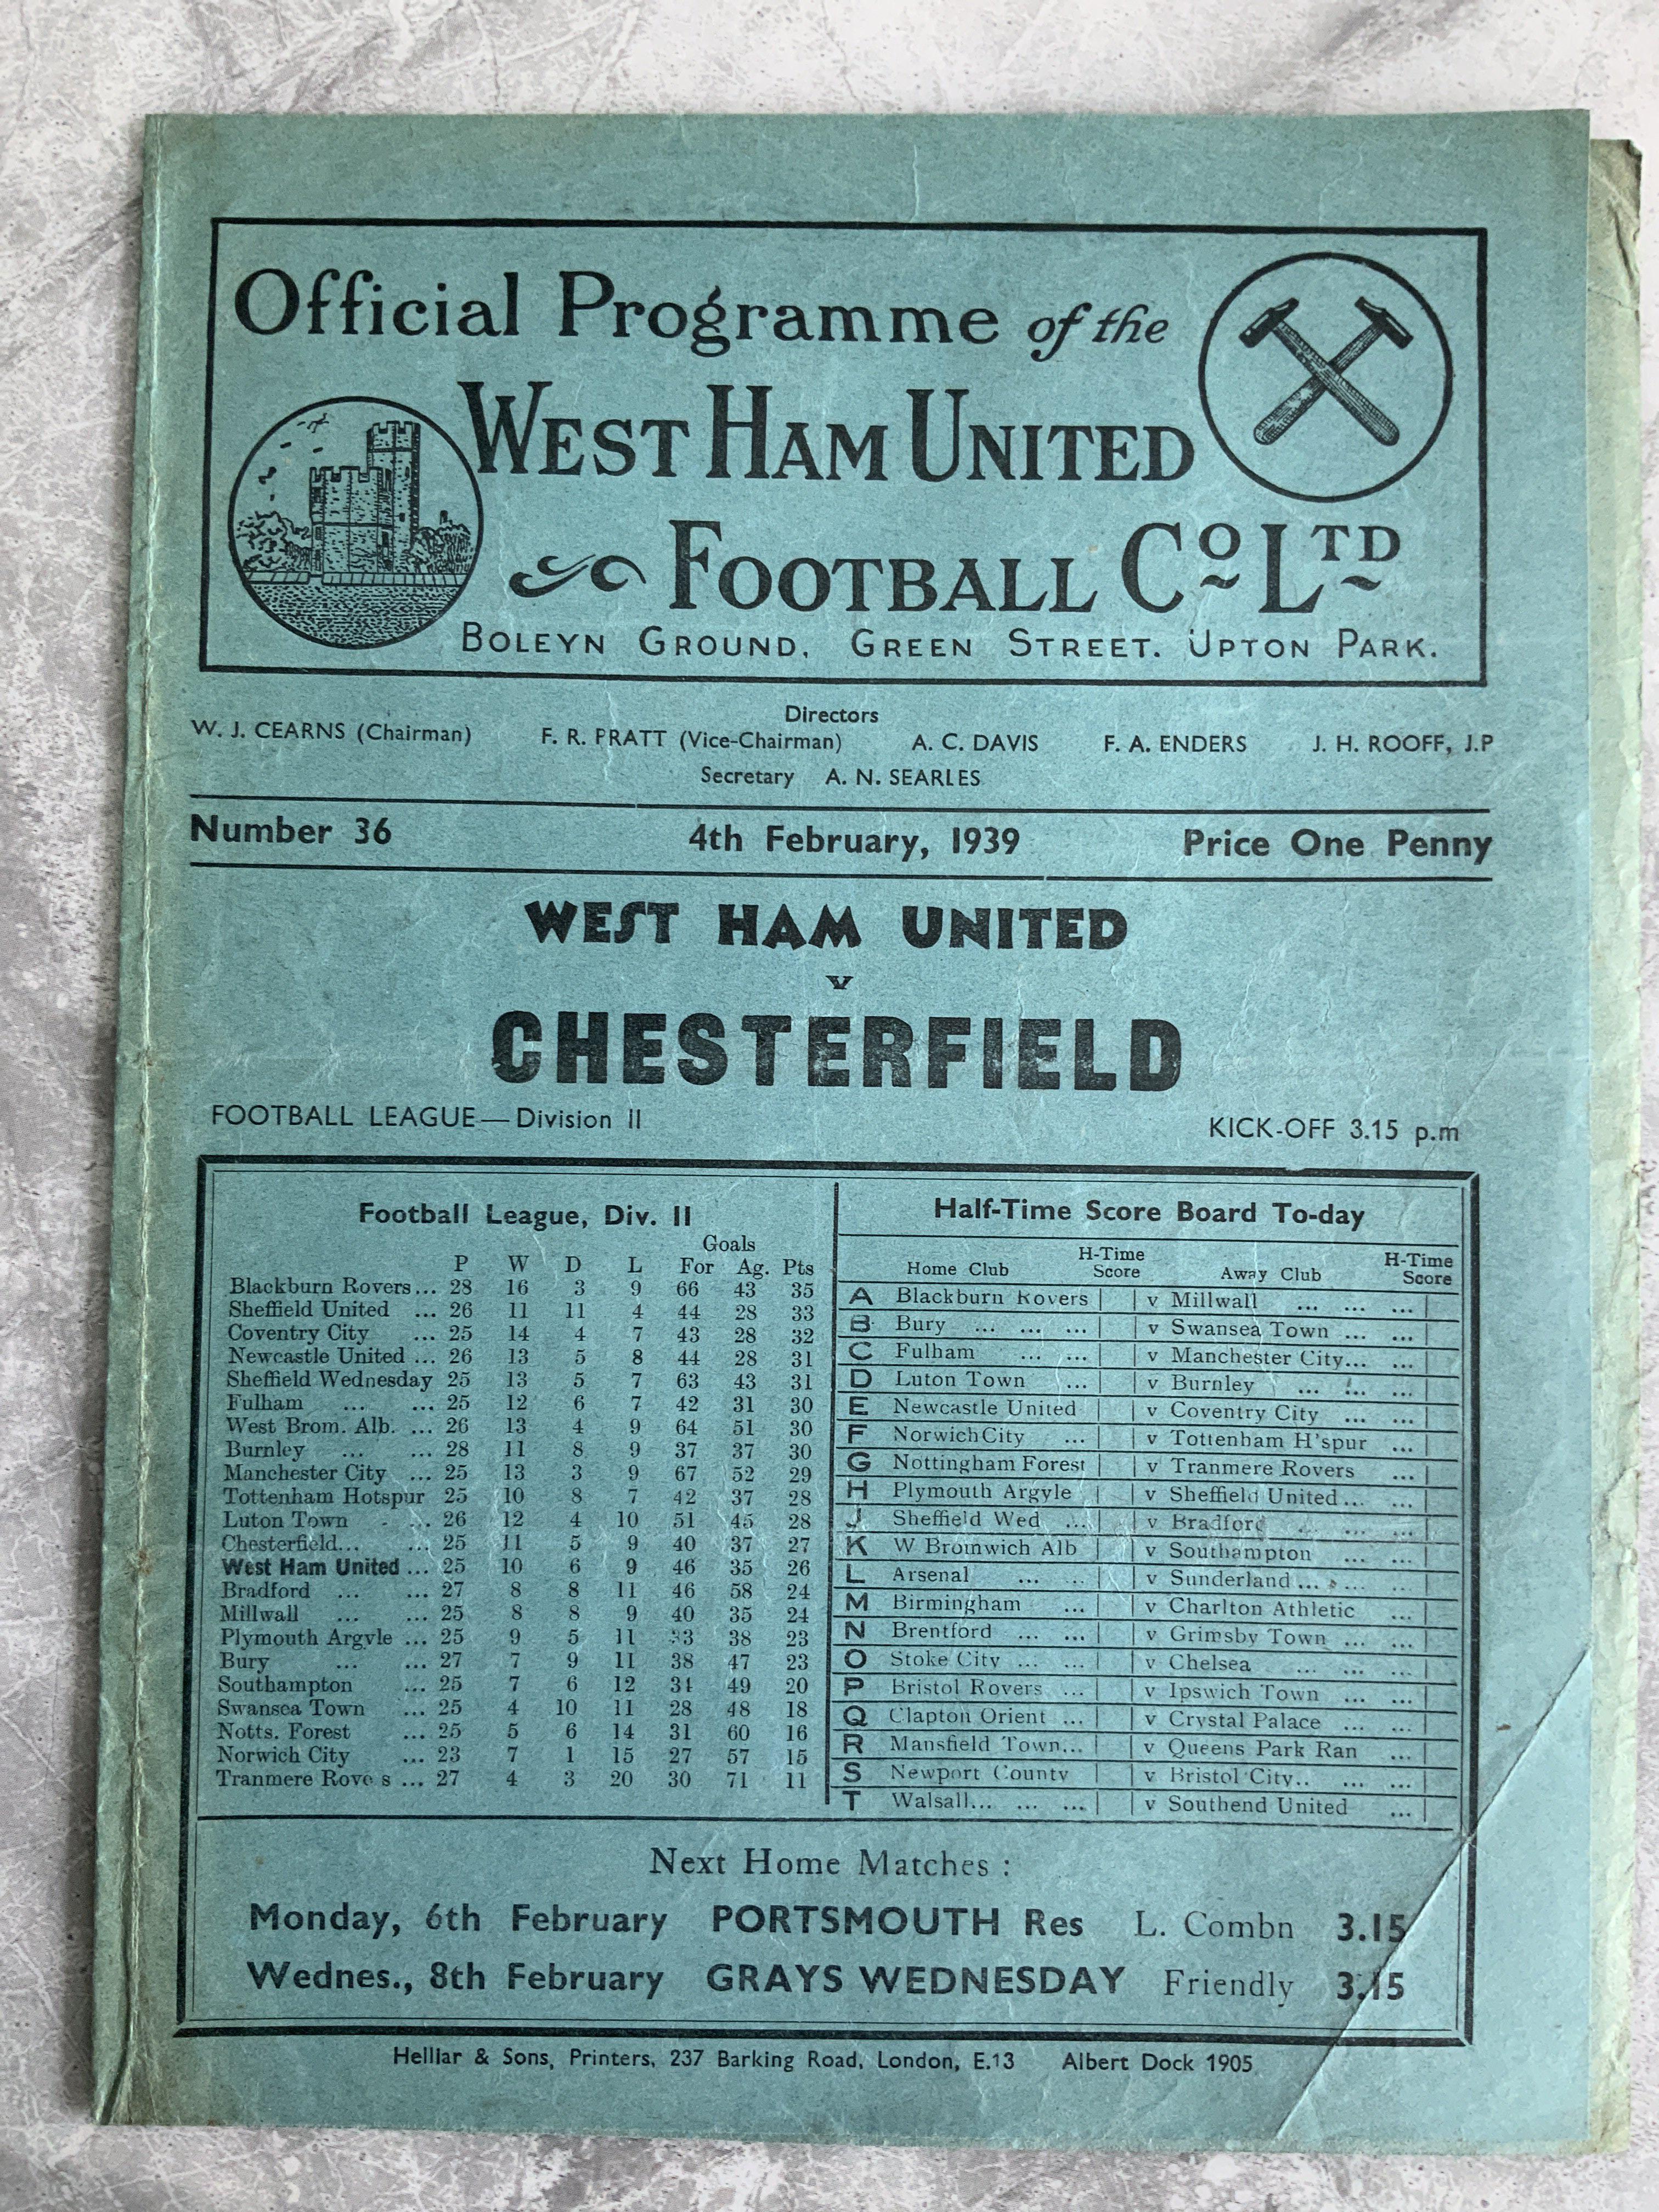 Official Programme of the
WEST HAM UNITED
FOOTBALL Co LTD
BOLEYN GROUND, GREEN STREET. UPTON PARK.
Directors
W. J. CEARNS (Chairman) F. R. PRATT (Vice-Chairman) A. C. DAVIS F. A. ENDERS J. H. ROOFF, J.P
Secretary A. N. SEARLES
Number 36 4th February, 1939 Price One Penny
WEST HAM UNITED
v
CHESTERFIELD
FOOTBALL LEAGUE—Division II KICK-OFF 3.15 p.m
Football League, Div. II
Goals
P W D L For Ag. Pts
Blackburn Rovers... 28 16 3 9 66 43 35
Sheffield United ... 26 11 11 4 44 28 33
Coventry City ... 25 14 4 7 43 28 32
Newcastle United ... 26 13 5 8 44 28 31
Sheffield Wednesday 25 13 5 7 63 43 31
Fulham ... ... 25 12 6 7 42 31 30
West Brom. Alb. ... 26 13 4 9 64 51 30
Burnley ... ... 28 11 8 9 37 37 30
Manchester City ... 25 13 3 9 67 52 29
Tottenham Hotspur 25 10 8 7 42 37 28
Luton Town ... 26 12 4 10 51 45 28
Chesterfield... ... 25 11 5 9 40 37 27
West Ham United ... 25 10 6 9 46 35 26
Bradford ... ... 27 8 8 11 46 58 24
Millwall ... ... 25 8 8 9 40 35 24
Plymouth Argyle ... 25 9 5 11 33 38 23
Bury ... ... 27 7 9 11 38 47 23
Southampton ... 25 7 6 12 34 49 20
Swansea Town ... 25 4 10 11 28 48 18
Notts. Forest ... 25 5 6 14 31 60 16
Norwich City ... 23 7 1 15 27 57 15
Tranmere Rove s ... 27 4 3 20 30 71 11
Half-Time Score Board To-day
Home Club H-Time Score Away Club H-Time Score
A Blackburn Rovers v Millwall ... ... ...
B Bury ... ... ... v Swansea Town ... ...
C Fulham ... ... v Manchester City... ...
D Luton Town ... v Burnley ... ... ...
E Newcastle United v Coventry City ... ...
F Norwich City ... v Tottenham H'spur ...
G Nottingham Forest v Tranmere Rovers ...
H Plymouth Argyle v Sheffield United... ...
J Sheffield Wed ... v Bradford ... ... ...
K W Bromwich Alb v Southampton ... ...
L Arsenal ... ... v Sunderland ... ... ...
M Birmingham ... v Charlton Athletic ...
N Brentford ... ... v Grimsby Town ... ...
O Stoke City ... ... v Chelsea ... ... ...
P Bristol Rovers ... v Ipswich Town ... ...
Q Clapton Orient ... v Crystal Palace ... ...
R Mansfield Town... v Queens Park Ran ...
S Newport County v Bristol City.. ... ...
T Walsall... ... ... v Southend United ...
Next Home Matches :
Monday, 6th February PORTSMOUTH Res L. Combn 3.15
Wednes., 8th February GRAYS WEDNESDAY Friendly 3.15
Helliar & Sons, Printers, 237 Barking Road, London, E.13 Albert Dock 1905